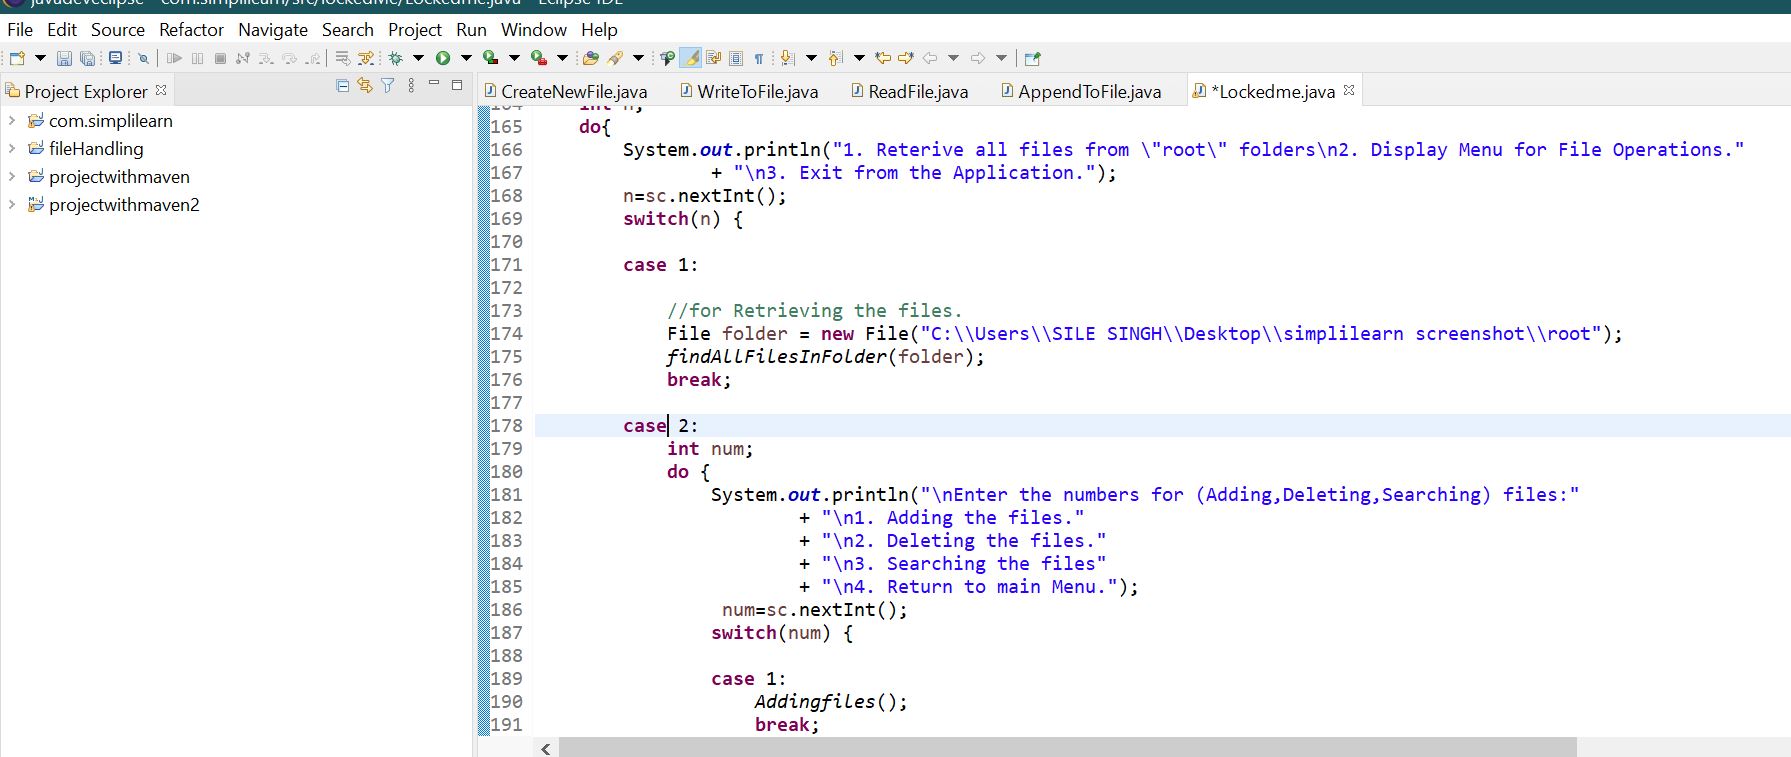 javadeveclipse - com.simplilearn/src/lockedMe/Lockedme.java - Eclipse IDE
File Edit Source Refactor Navigate Search Project Run Window Help
Project Explorer
CreateNewFile.java WriteToFile.java ReadFile.java AppendToFile.java *Lockedme.java
com.simplilearn
fileHandling
projectwithmaven
projectwithmaven2
164 int n;
165 do{
166 System.out.println("1. Reterive all files from \"root\" folders\n2. Display Menu for File Operations."
167 + "\n3. Exit from the Application.");
168 n=sc.nextInt();
169 switch(n) {
170
171 case 1:
172
173 //for Retrieving the files.
174 File folder = new File("C:\\Users\\SILE SINGH\\Desktop\\simplilearn screenshot\\root");
175 findAllFilesInFolder(folder);
176 break;
177
178 case 2:
179 int num;
180 do {
181 System.out.println("\nEnter the numbers for (Adding,Deleting,Searching) files:"
182 + "\n1. Adding the files."
183 + "\n2. Deleting the files."
184 + "\n3. Searching the files"
185 + "\n4. Return to main Menu.");
186 num=sc.nextInt();
187 switch(num) {
188
189 case 1:
190 Addingfiles();
191 break;